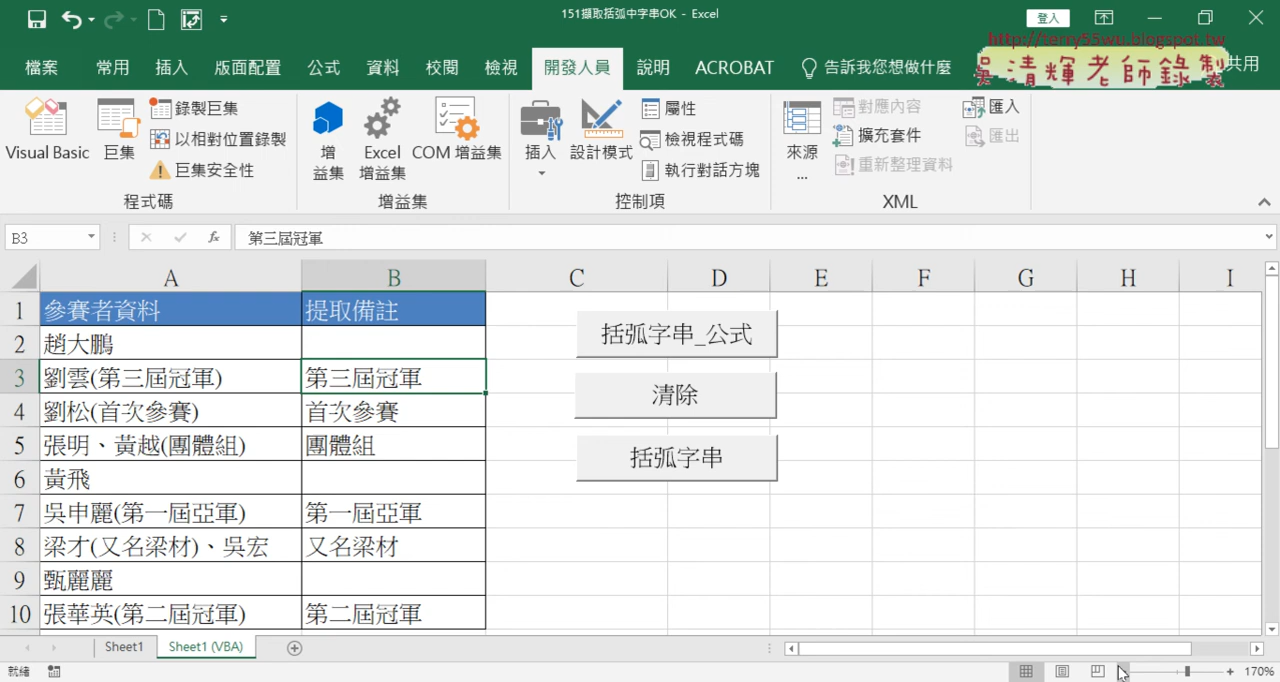 151擷取括弧中字串OK - Excel
登入
http://terry55wu.blogspot.tw
吳清輝老師錄製
檔案 常用 插入 版面配置 公式 資料 校閱 檢視 開發人員 說明 ACROBAT 告訴我您想做什麼 共用
Visual Basic
巨集
錄製巨集
以相對位置錄製
巨集安全性
程式碼
增益集
Excel 增益集
COM 增益集
增益集
插入
設計模式
屬性
檢視程式碼
執行對話方塊
控制項
來源
...
對應內容
擴充套件
重新整理資料
匯入
匯出
XML
B3 fx 第三屆冠軍
A B C D E F G H I
1 參賽者資料 提取備註
2 趙大鵬
3 劉雲(第三屆冠軍) 第三屆冠軍
4 劉松(首次參賽) 首次參賽
5 張明、黃越(團體組) 團體組
6 黃飛
7 吳申麗(第一屆亞軍) 第一屆亞軍
8 梁才(又名梁材)、吳宏 又名梁材
9 甄麗麗
10 張華英(第二屆冠軍) 第二屆冠軍
括弧字串_公式
清除
括弧字串
Sheet1 Sheet1 (VBA)
就緒 170%